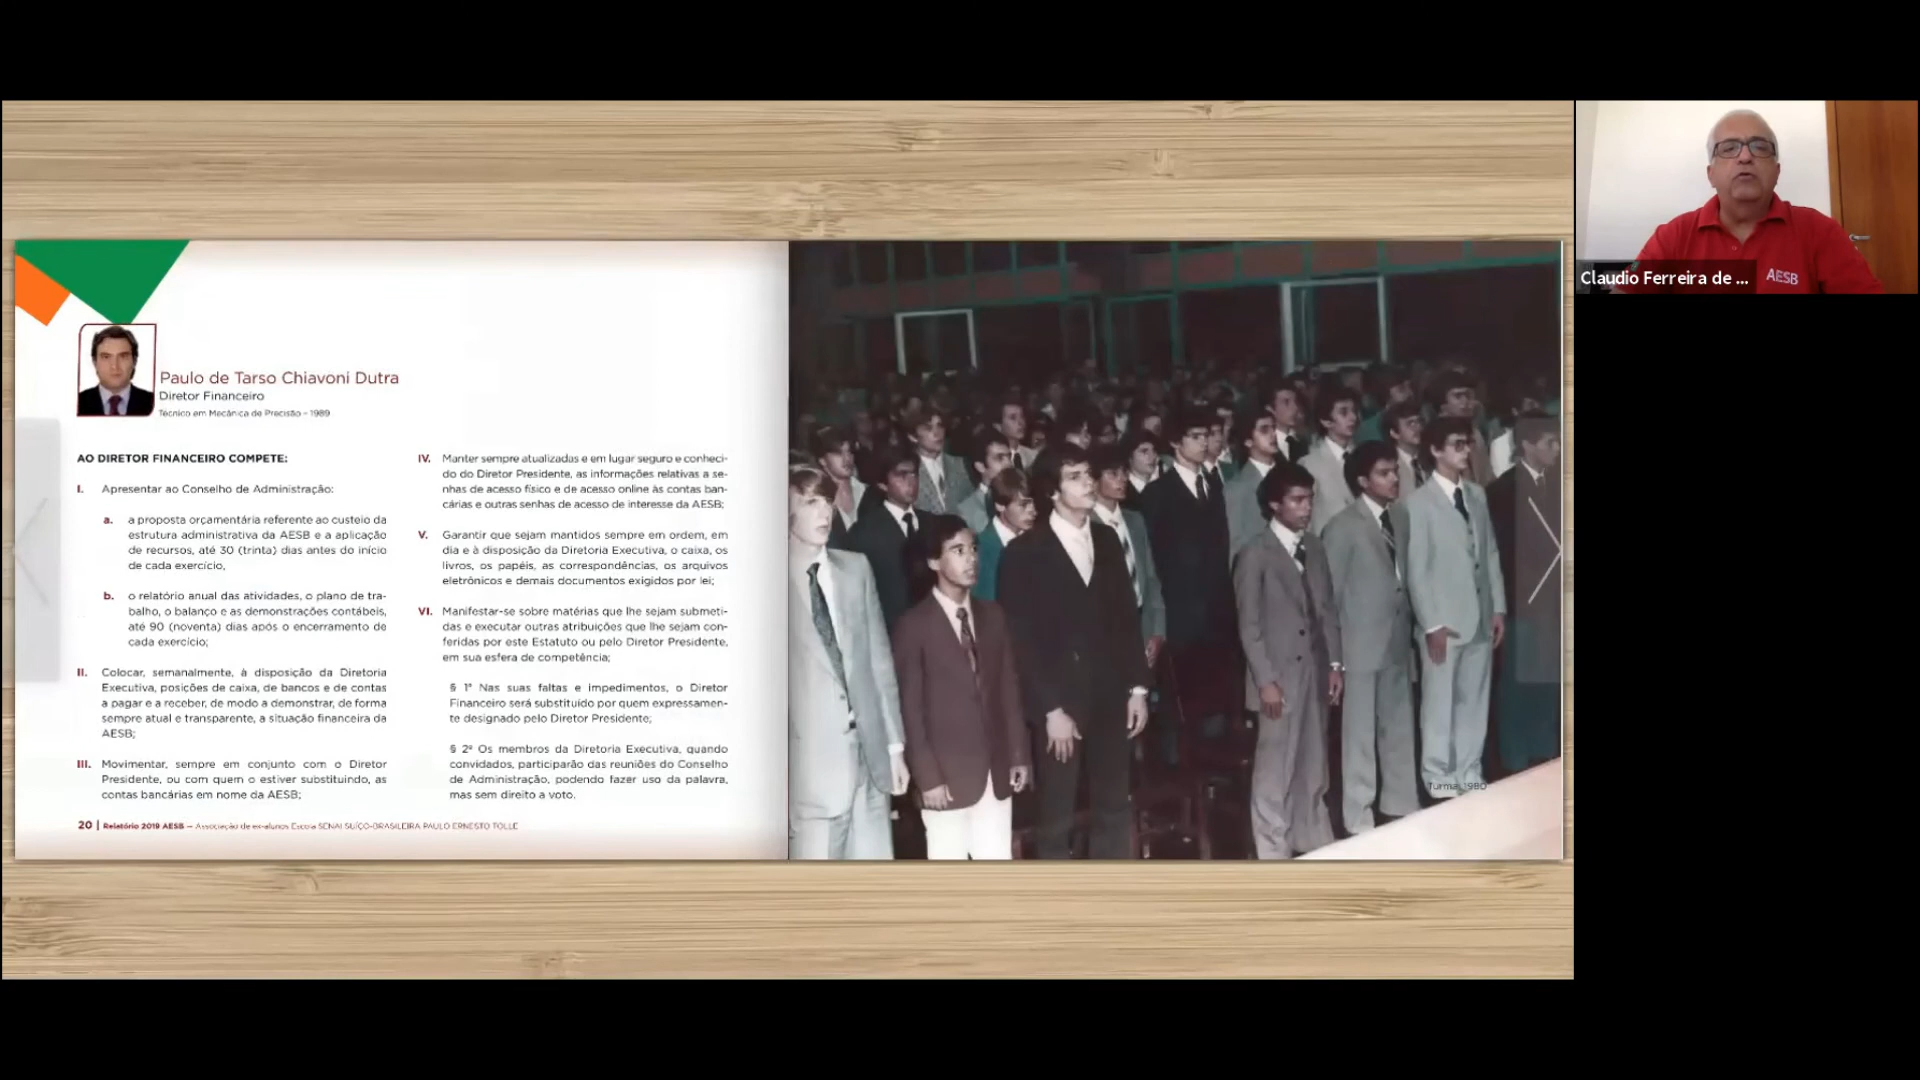 Paulo de Tarso Chiavoni Dutra
Diretor Financeiro
Técnico em Mecânica de Precisão – 1989
AO DIRETOR FINANCEIRO COMPETE:
I. Apresentar ao Conselho de Administração:
a. a proposta orçamentária referente ao custeio da
estrutura administrativa da AESB e a aplicação
de recursos, até 30 (trinta) dias antes do início
de cada exercício,
b. o relatório anual das atividades, o plano de tra-
balho, o balanço e as demonstrações contábeis,
até 90 (noventa) dias após o encerramento de
cada exercício;
II. Colocar, semanalmente, à disposição da Diretoria
Executiva, posições de caixa, de bancos e de contas
a pagar e a receber, de modo a demonstrar, de forma
sempre atual e transparente, a situação financeira da
AESB;
III. Movimentar, sempre em conjunto com o Diretor
Presidente, ou com quem o estiver substituindo, as
contas bancárias em nome da AESB;
IV. Manter sempre atualizadas e em lugar seguro e conheci-
do do Diretor Presidente, as informações relativas a se-
nhas de acesso físico e de acesso online às contas ban-
cárias e outras senhas de acesso de interesse da AESB;
V. Garantir que sejam mantidos sempre em ordem, em
dia e à disposição da Diretoria Executiva, o caixa, os
livros, os papéis, as correspondências, os arquivos
eletrônicos e demais documentos exigidos por lei;
VI. Manifestar-se sobre matérias que lhe sejam submeti-
das e executar outras atribuições que lhe sejam con-
feridas por este Estatuto ou pelo Diretor Presidente,
em sua esfera de competência;
§ 1º Nas suas faltas e impedimentos, o Diretor
Financeiro será substituído por quem expressamen-
te designado pelo Diretor Presidente;
§ 2º Os membros da Diretoria Executiva, quando
convidados, participarão das reuniões do Conselho
de Administração, podendo fazer uso da palavra,
mas sem direito a voto.
20 | Relatório 2019 AESB — Associação de ex-alunos Escola SENAI SUÍÇO-BRASILEIRA PAULO ERNESTO TOLLE
Turma 1980
Claudio Ferreira de ...
AESB